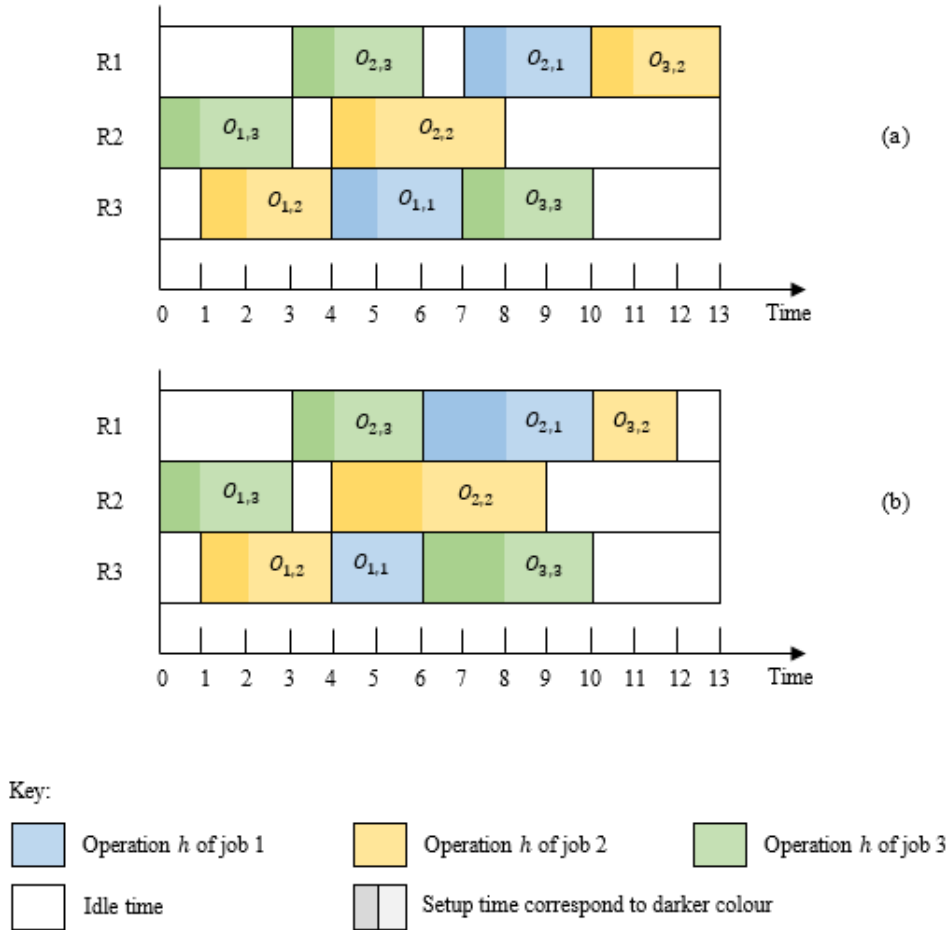 R1 O2,3 O2,1 O3,2
R2 O1,3 O2,2 (a)
R3 O1,2 O1,1 O3,3
0 1 2 3 4 5 6 7 8 9 10 11 12 13 Time
R1 O2,3 O2,1 O3,2
R2 O1,3 O2,2 (b)
R3 O1,2 O1,1 O3,3
0 1 2 3 4 5 6 7 8 9 10 11 12 13 Time
Key:
Operation h of job 1 Operation h of job 2 Operation h of job 3
Idle time Setup time correspond to darker colour